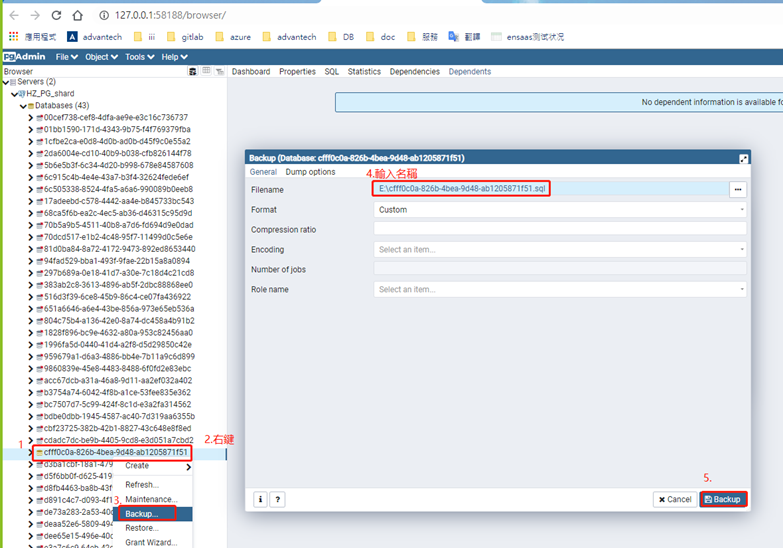 127.0.0.1:58188/browser/
應用程式 advantech iii gitlab azure advantech DB doc 服務 翻譯 ensaas测试状况
pgAdmin File Object Tools Help
Browser Dashboard Properties SQL Statistics Dependencies Dependents
Servers (2)
HZ_PG_shard
Databases (43)
00cef738-cef8-4dfa-ae9e-e3c16c736737
01bb1590-171d-4343-9b75-f4f769379fba
1cfbe2ca-e0d8-4d0b-ad0b-d45f9c0e55a2
2da6004e-cd10-40b9-b038-cfb826144f78
5b6e5b3f-6c34-4d20-b998-678e84587608
6c915c4b-4e4e-43a7-b3f4-32624fede6ef
6c505338-8524-4fa5-a6a6-990089b0eeb8
17adeebd-c578-4442-aa4e-b845733bc543
68ca5f6b-ea2c-4ec5-ab36-d46315c95d9d
70b5a9b5-4511-40b8-a7d6-fd694d9e0dad
70dcd517-e1b2-4c48-95f7-11499d0c5e6e
81d0ba84-8a72-4172-9473-892ed8653440
94fad529-bba1-493f-9fae-22b15a8a0894
297b689a-0e18-41d7-a30e-7c18d4c21cd8
383ab2c8-3613-4896-ab5f-2dbc88868ee0
516d3f39-6ce8-45b9-86c4-ce07fa436922
651a6646-a6e4-43be-856a-973e65eb536a
804c75b4-a136-42e0-8a74-dc458a4b91b2
1828f896-bc9e-4632-a80a-953c82456aa0
1996fa5d-0440-41d4-a2f8-d5d29850c42e
959679a1-d6a3-4886-bb4e-7b11a9c6d899
9860839e-45e8-4483-8488-6f0fd2e83ebc
acc67dcb-a31a-46a8-9d11-aa2ef032a402
b3754a74-6042-4f8b-a1ce-53fee835e362
bc7507d7-5c99-424f-8c1d-e3a2fa314562
bdbe0dbb-1945-4587-ac40-7d319aa6355b
cbf23725-382b-42b1-8827-43c648e8f8ed
cdadc7dc-be9b-4405-9cd8-e3d051a7cbd2
1 cfff0c0a-826b-4bea-9d48-ab1205871f51 2.右鍵
d3ba1cbf-18a1-479
d5f6bb0f-d625-419
d8fb4463-ba8b-43f
d891c4c7-d093-4f1
de73a283-2a53-40
deaa52e6-5809-494
dee65e15-496e-40
Create
Refresh...
Maintenance...
3. Backup...
Restore...
Grant Wizard...
No dependent information is available fo
Backup (Database: cfff0c0a-826b-4bea-9d48-ab1205871f51)
General Dump options
4.輸入名稱
Filename E:\cfff0c0a-826b-4bea-9d48-ab1205871f51.sql
Format Custom
Compression ratio
Encoding Select an item...
Number of jobs
Role name Select an item...
5.
i ? Cancel Backup